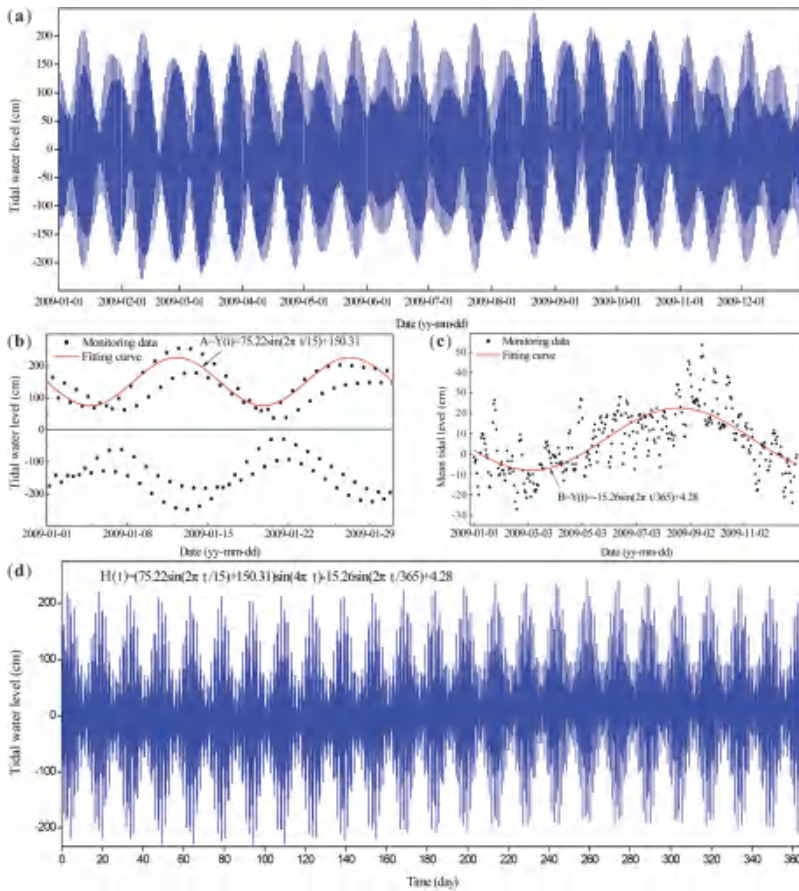 (a)
200
150
100
50
0
-50
-100
-150
-200
Tidal water level (cm)
2009-01-01 2009-02-01 2009-03-01 2009-04-01 2009-05-01 2009-06-01 2009-07-01 2009-08-01 2009-09-01 2009-10-01 2009-11-01 2009-12-01
Date (yy-mm-dd)
(b)
Monitoring data
Fitting curve
A=Y(t)=75.22sin(2π t/15)+150.31
200
100
0
-100
-200
Tidal water level (cm)
2009-01-01 2009-01-08 2009-01-15 2009-01-22 2009-01-29
Date (yy-mm-dd)
(c)
Monitoring data
Fitting curve
50
40
30
20
10
0
-10
-20
-30
Mean tidal level (cm)
B=Y(t)=-15.26sin(2π t/365)+4.28
2009-01-01 2009-03-03 2009-05-03 2009-07-03 2009-09-02 2009-11-02
Date (yy-mm-dd)
(d)
H(t)=(75.22sin(2π t/15)+150.31)sin(4π t)-15.26sin(2π t/365)+4.28
200
100
0
-100
-200
Tidal water level (cm)
0 20 40 60 80 100 120 140 160 180 200 220 240 260 280 300 320 340 360
Time (day)